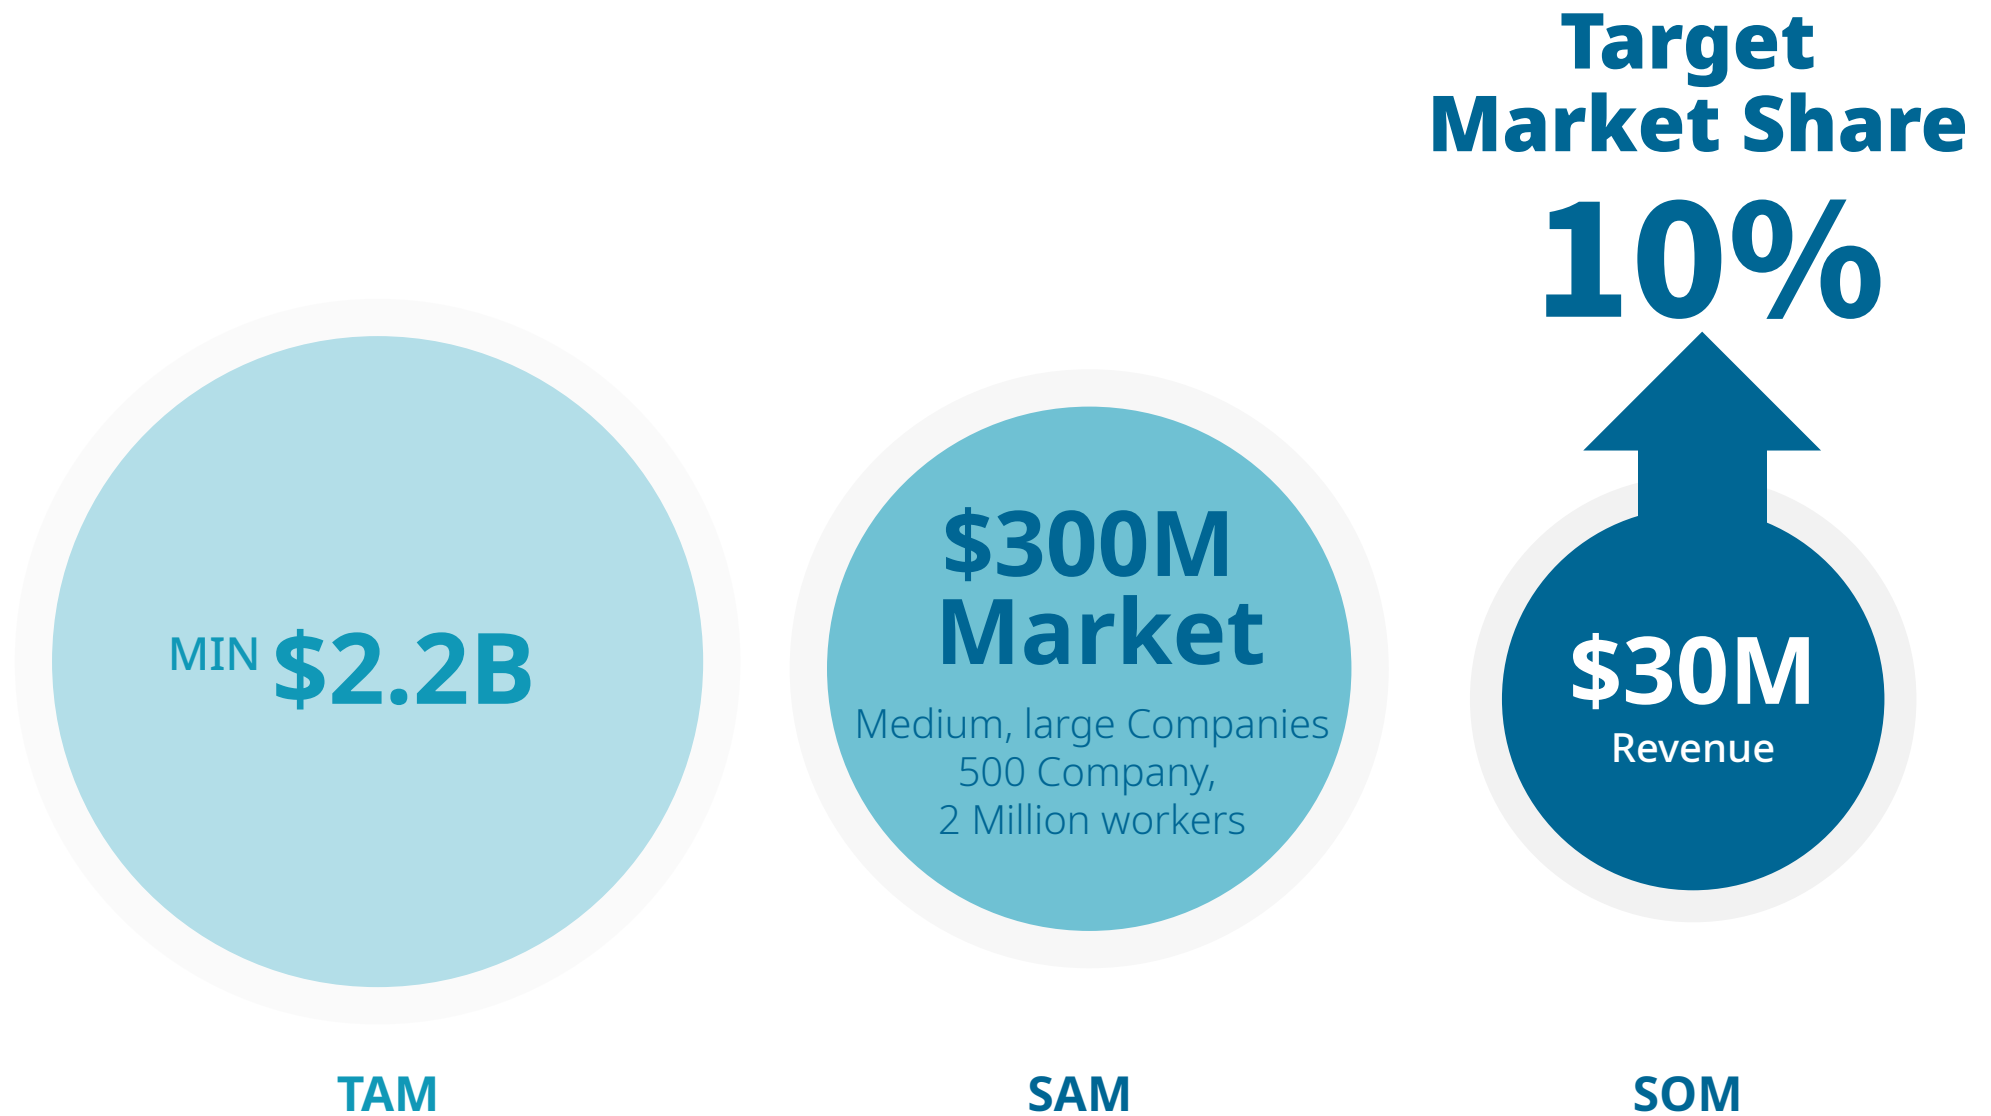 Target
Market Share
10%
MIN $2.2B
$300M
Market
Medium, large Companies
500 Company,
2 Million workers
$30M
Revenue
TAM
SAM
SOM